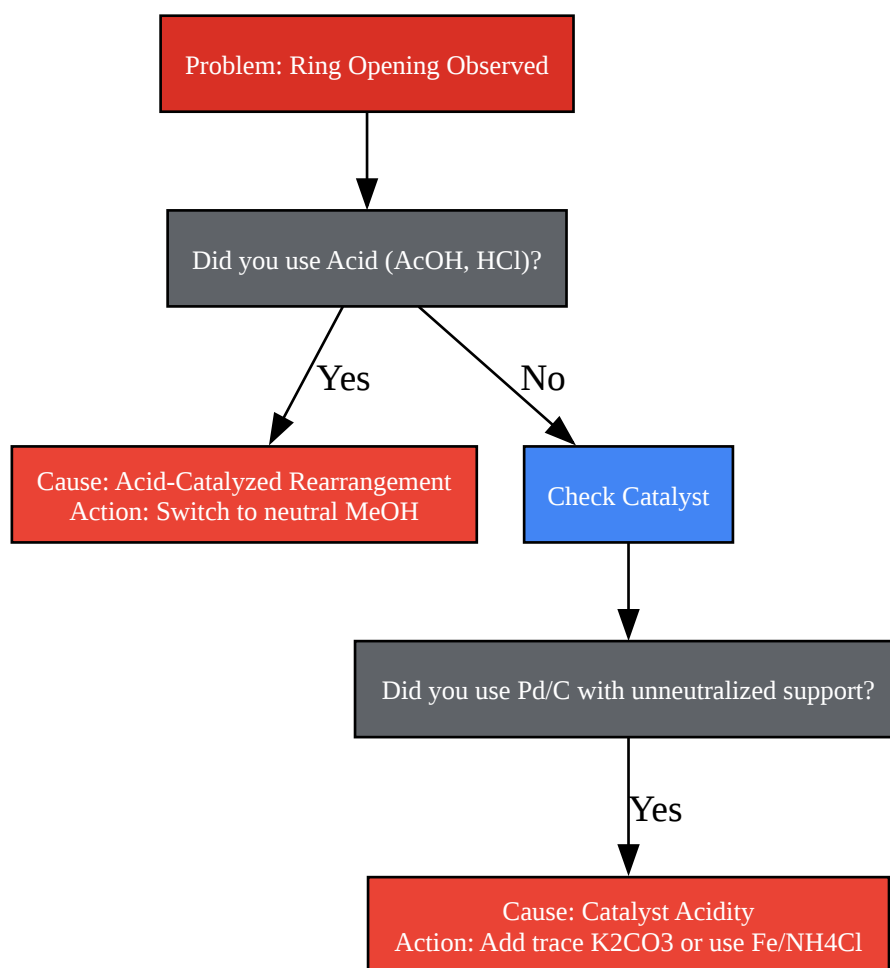 Problem: Ring Opening Observed
Did you use Acid (AcOH, HCl)?
Yes
No
Cause: Acid-Catalyzed Rearrangement
Action: Switch to neutral MeOH
Check Catalyst
Did you use Pd/C with unneutralized support?
Yes
Cause: Catalyst Acidity
Action: Add trace K2CO3 or use Fe/NH4Cl